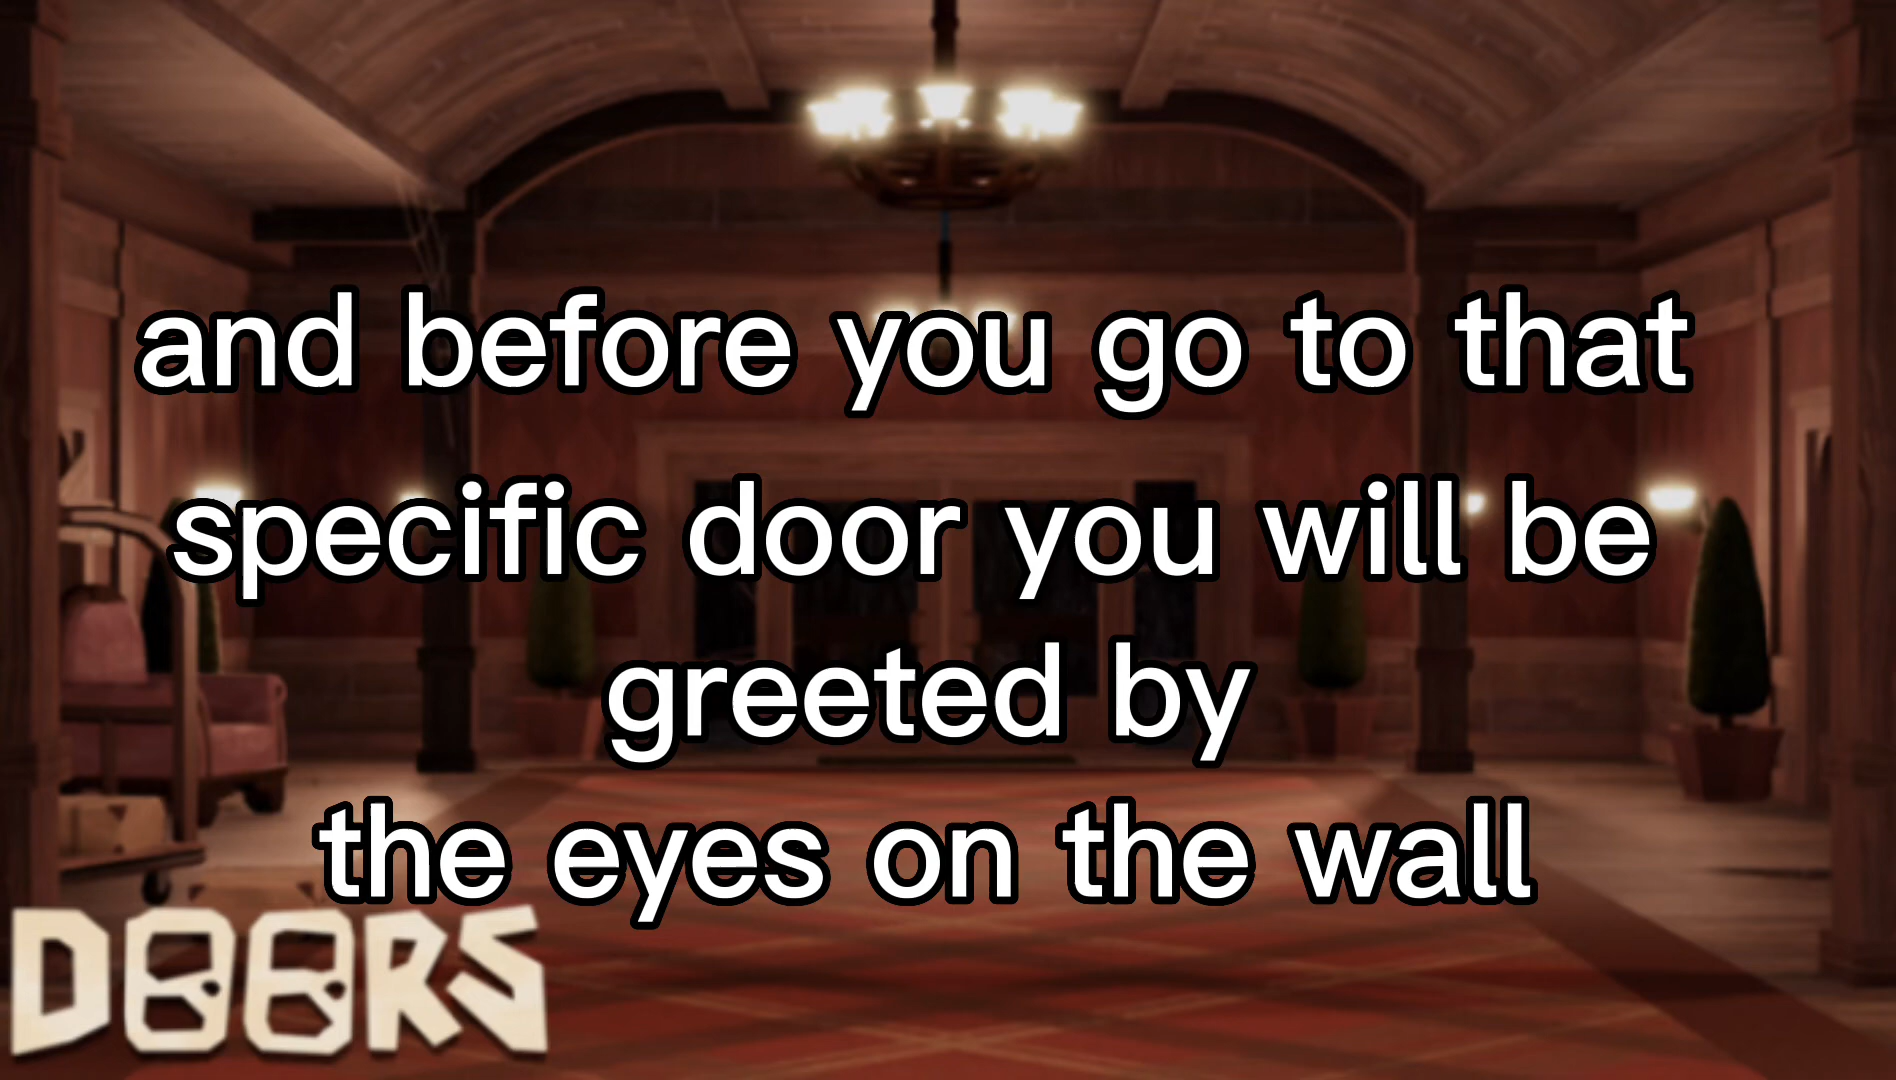 and before you go to that
specific door you will be
greeted by
the eyes on the wall
DOORS